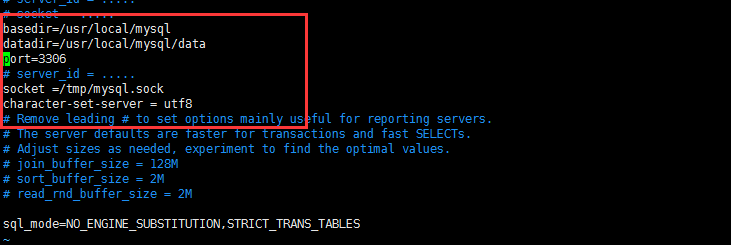 # server_id = .....
# socket = .....
basedir=/usr/local/mysql
datadir=/usr/local/mysql/data
port=3306
# server_id = .....
socket =/tmp/mysql.sock
character-set-server = utf8
# Remove leading # to set options mainly useful for reporting servers.
# The server defaults are faster for transactions and fast SELECTs.
# Adjust sizes as needed, experiment to find the optimal values.
# join_buffer_size = 128M
# sort_buffer_size = 2M
# read_rnd_buffer_size = 2M
sql_mode=NO_ENGINE_SUBSTITUTION,STRICT_TRANS_TABLES
~